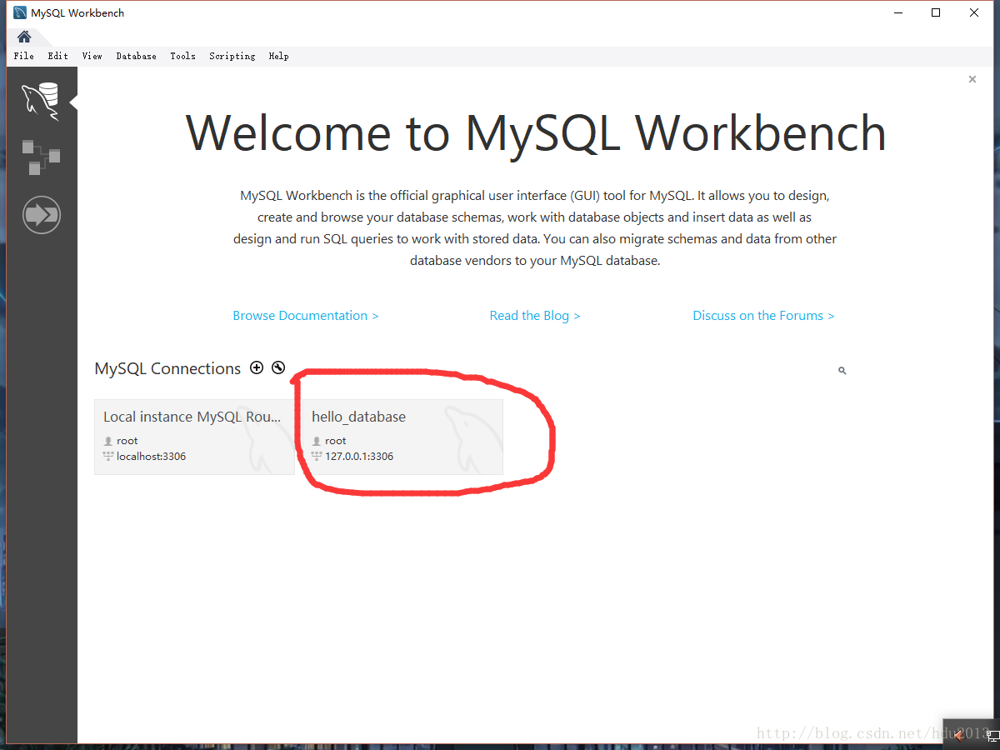 MySQL Workbench
File Edit View Database Tools Scripting Help
Welcome to MySQL Workbench
MySQL Workbench is the official graphical user interface (GUI) tool for MySQL. It allows you to design,
create and browse your database schemas, work with database objects and insert data as well as
design and run SQL queries to work with stored data. You can also migrate schemas and data from other
database vendors to your MySQL database.
Browse Documentation > Read the Blog > Discuss on the Forums >
MySQL Connections
Local instance MySQL Rou...
root
localhost:3306
hello_database
root
127.0.0.1:3306
http://blog.csdn.net/hdu2013